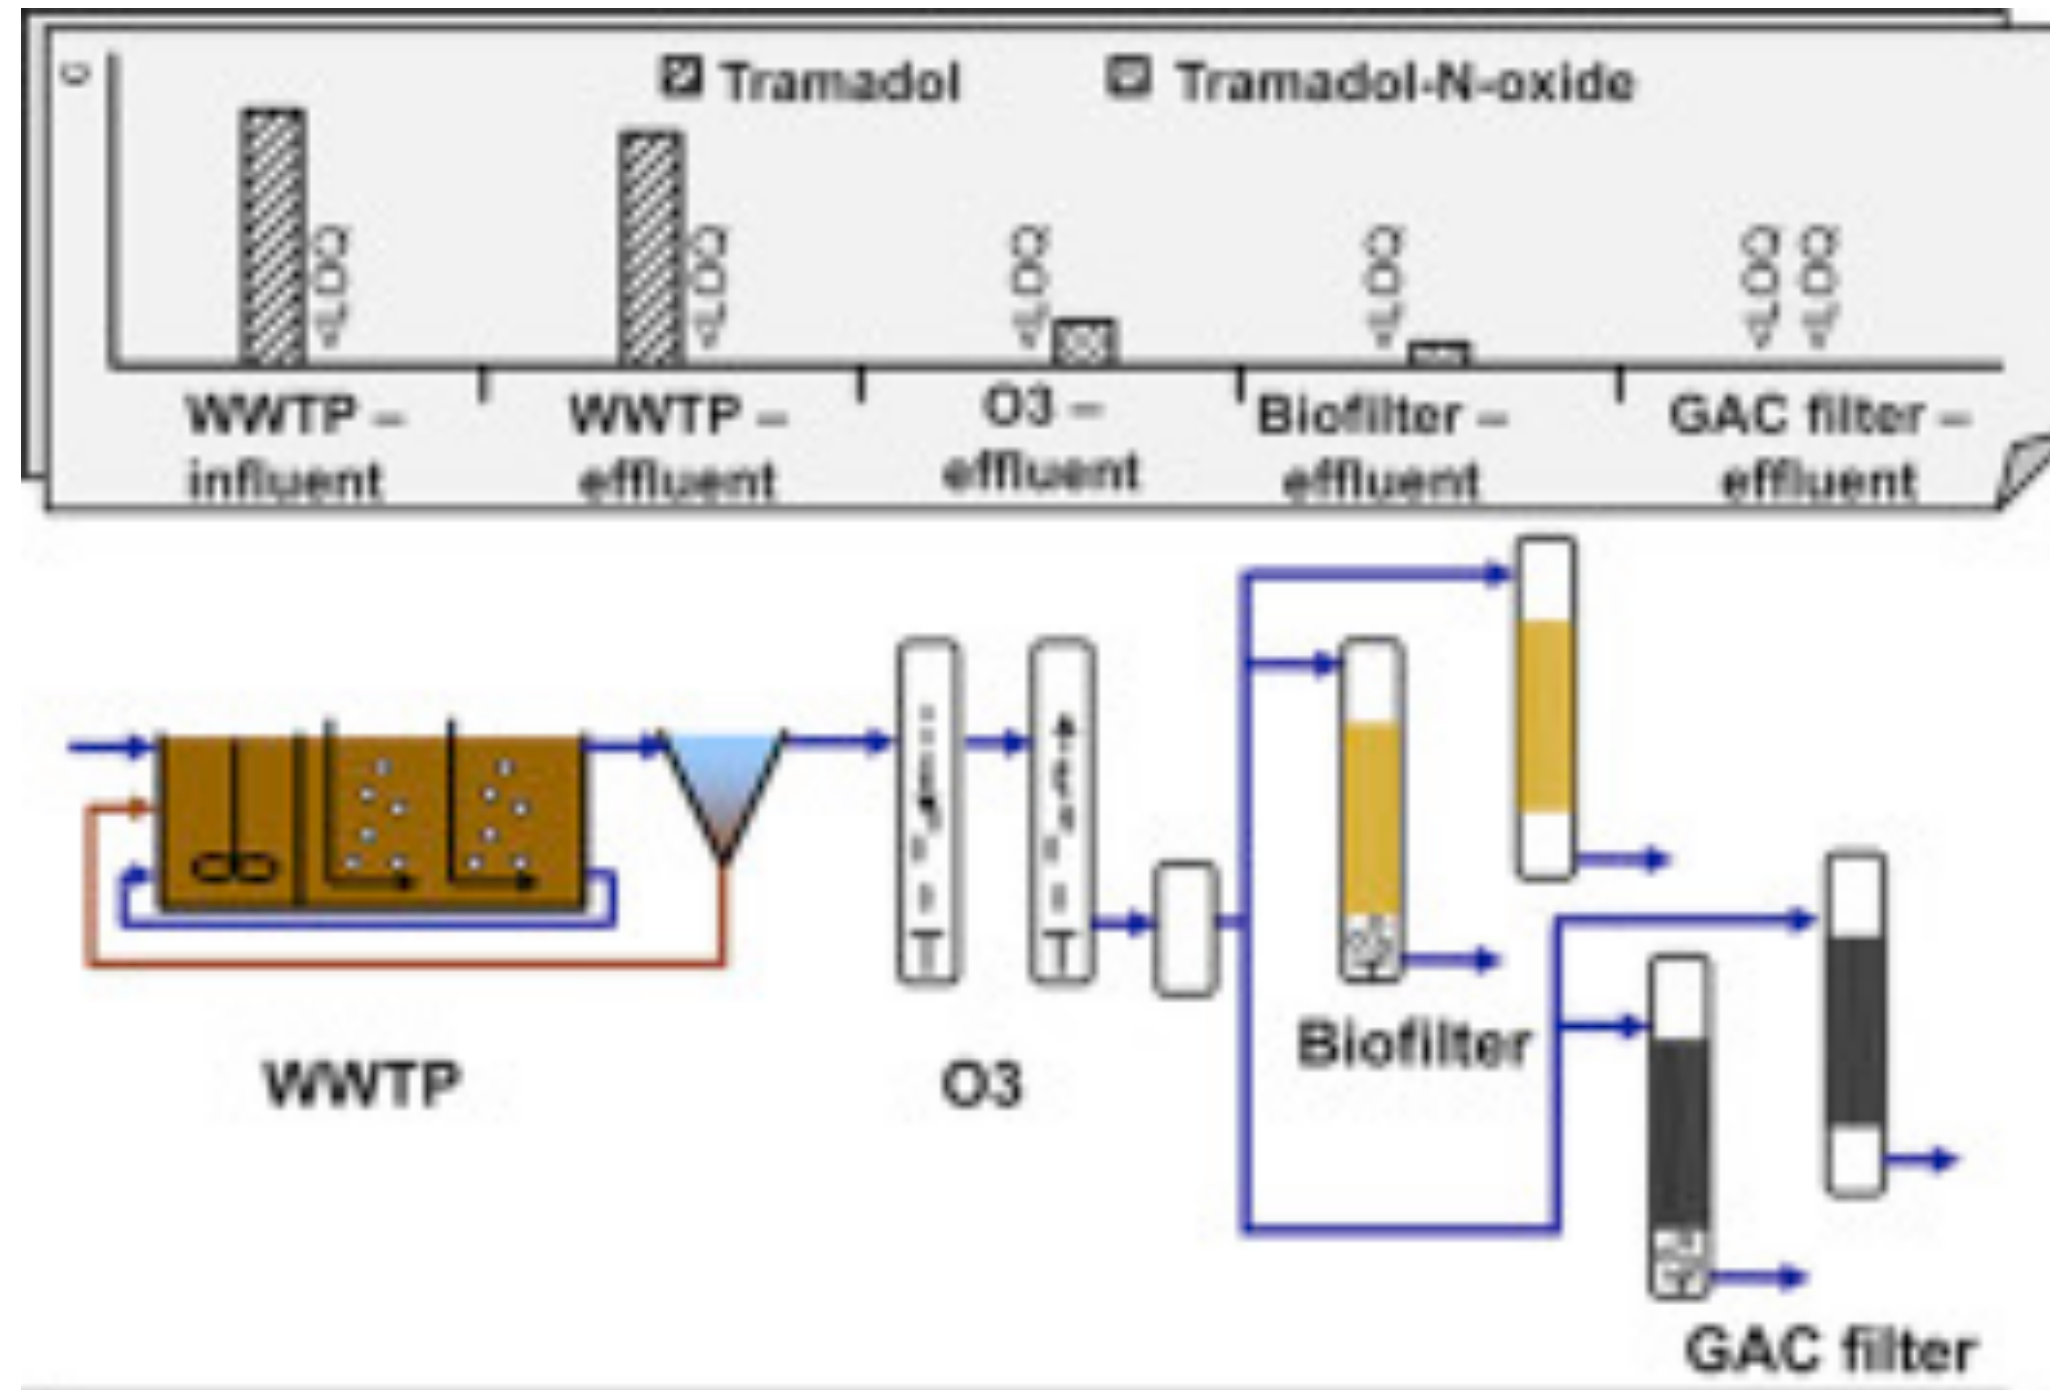 c
Tramadol
Tramadol-N-oxide
<LOQ
<LOQ
<LOQ
<LOQ
<LOQ
<LOQ
WWTP –
influent
WWTP –
effluent
O3 –
effluent
Biofilter –
effluent
GAC filter –
effluent
WWTP
O3
Biofilter
GAC filter